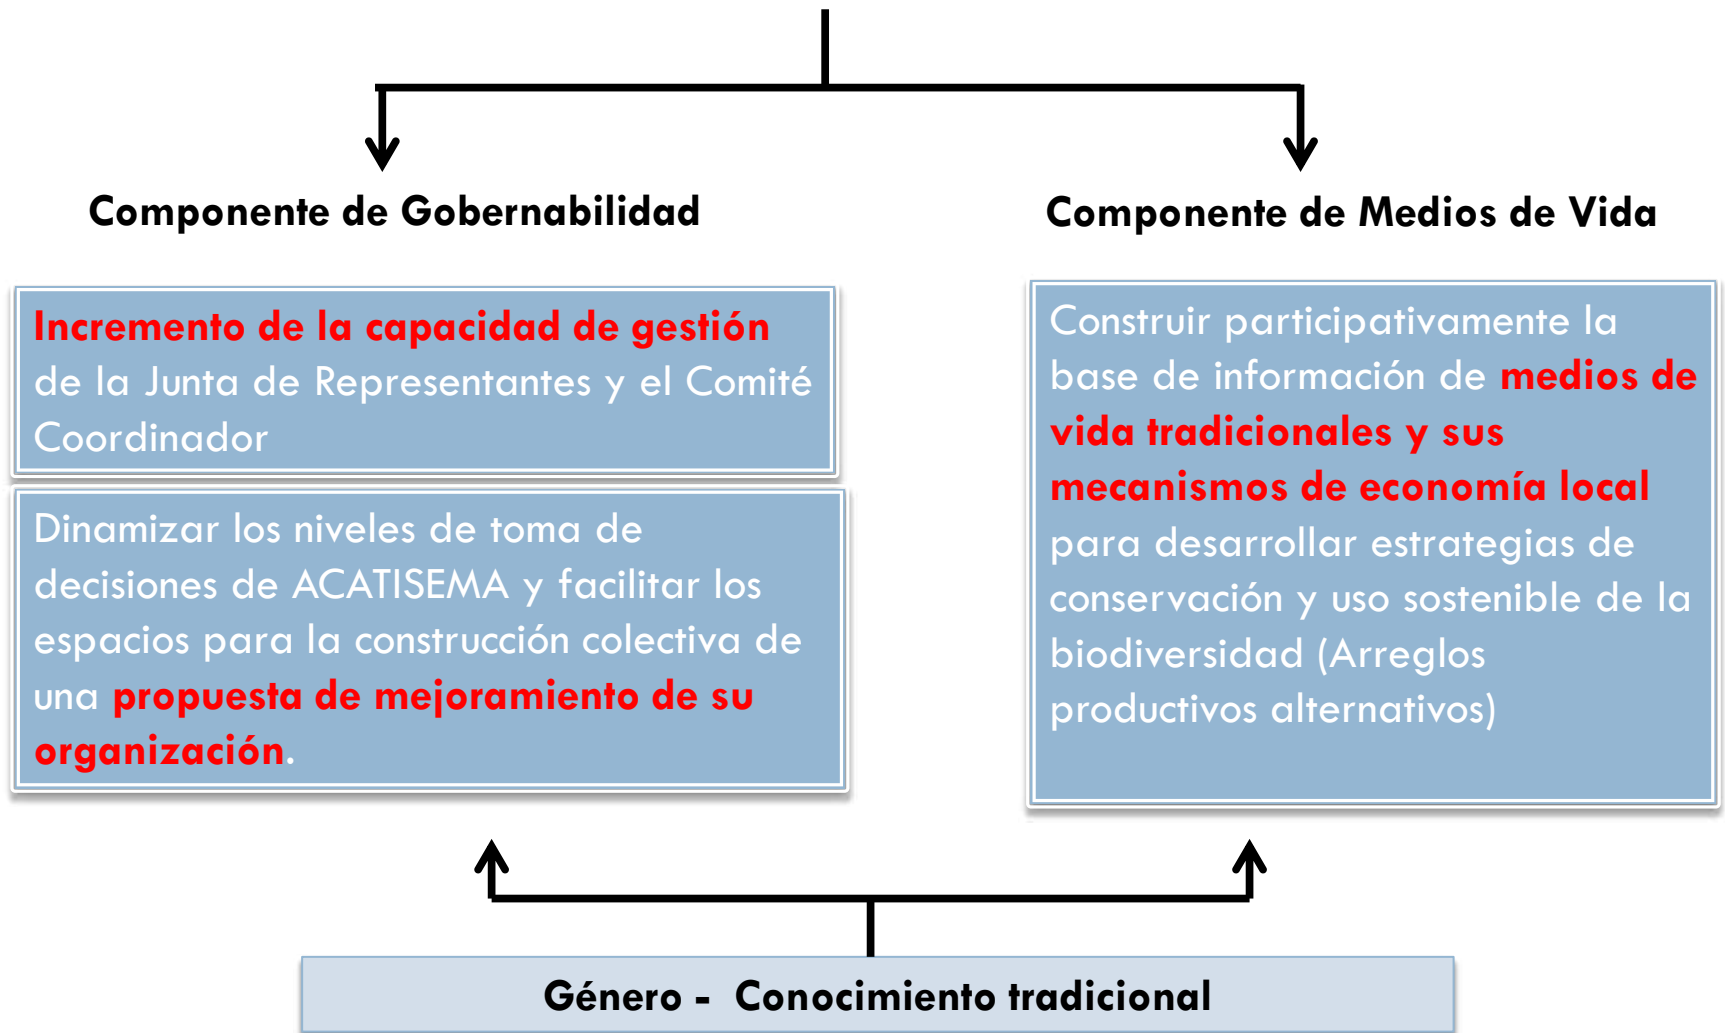 Componente de Gobernabilidad
Incremento de la capacidad de gestión
de la Junta de Representantes y el Comité
Coordinador
Dinamizar los niveles de toma de
decisiones de ACATISEMA y facilitar los
espacios para la construcción colectiva de
una propuesta de mejoramiento de su
organización.
Componente de Medios de Vida
Construir participativamente la
base de información de medios de
vida tradicionales y sus
mecanismos de economía local
para desarrollar estrategias de
conservación y uso sostenible de la
biodiversidad (Arreglos
productivos alternativos)
Género - Conocimiento tradicional